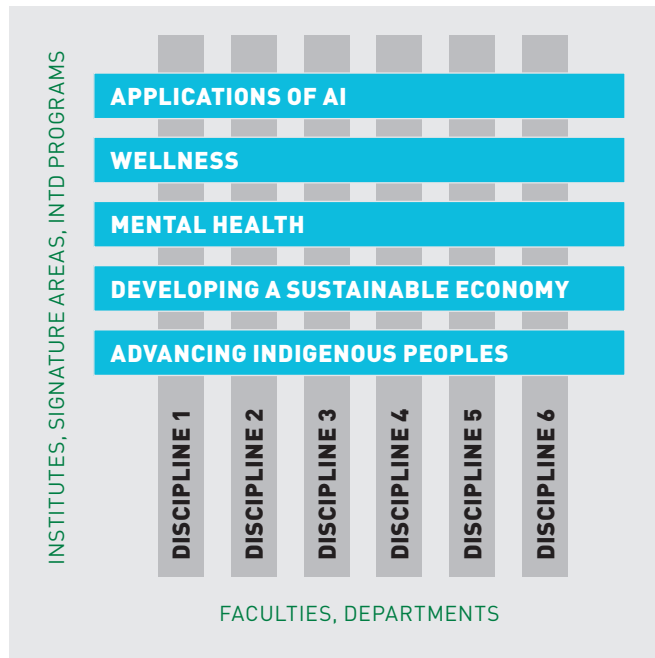 INSTITUTES, SIGNATURE AREAS, INTD PROGRAMS
APPLICATIONS OF AI
WELLNESS
MENTAL HEALTH
DEVELOPING A SUSTAINABLE ECONOMY
ADVANCING INDIGENOUS PEOPLES
DISCIPLINE 1
DISCIPLINE 2
DISCIPLINE 3
DISCIPLINE 4
DISCIPLINE 5
DISCIPLINE 6
FACULTIES, DEPARTMENTS